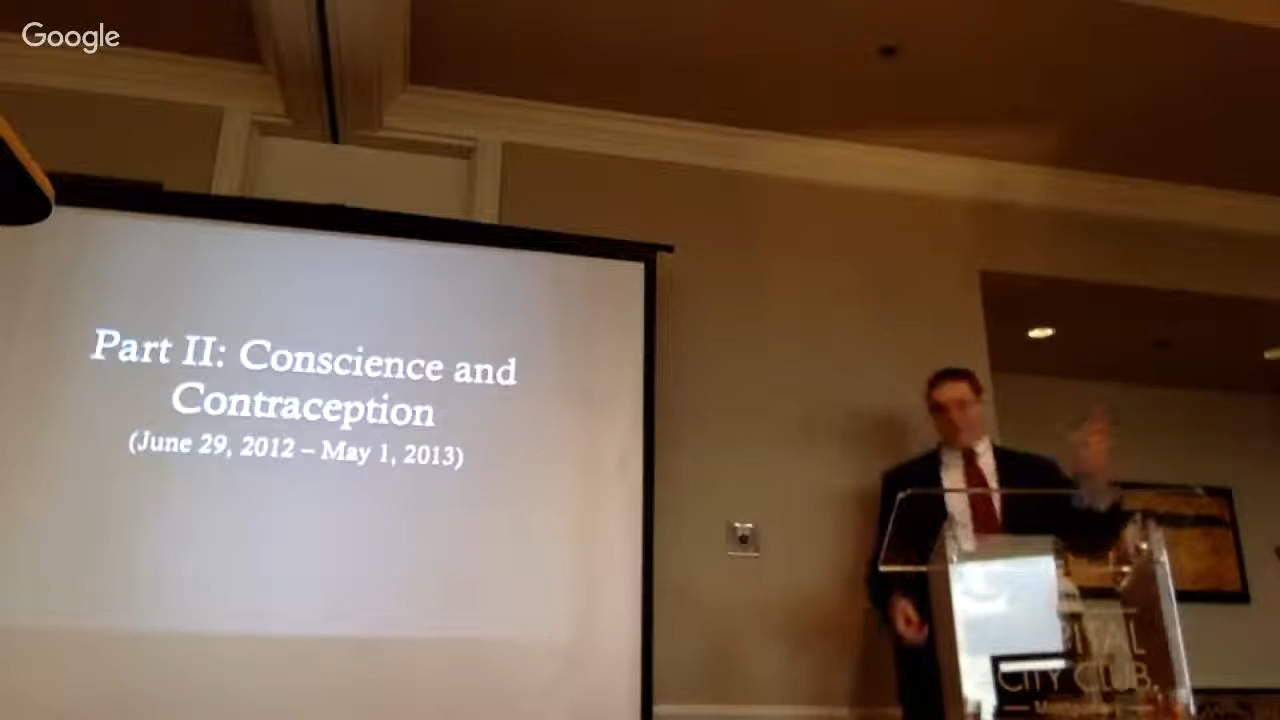 Google
Part II: Conscience and
Contraception
(June 29, 2012 – May 1, 2013)
CITY CLUB